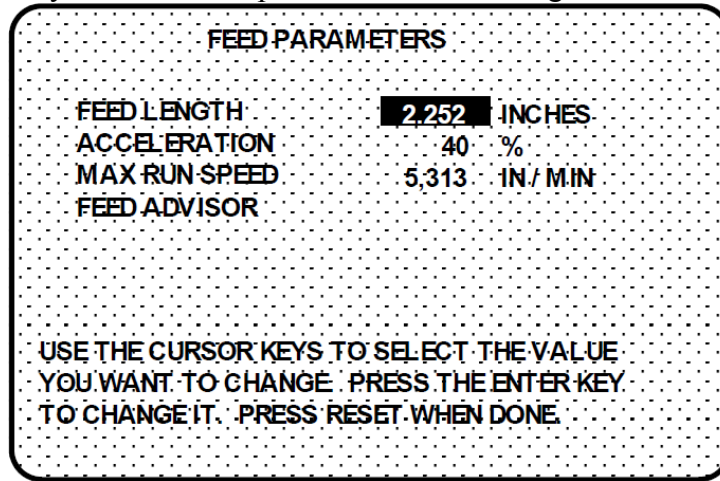 FEED PARAMETERS
FEED LENGTH 2.252 INCHES
ACCELERATION 40 %
MAX RUN SPEED 5,313 IN / MIN
FEED ADVISOR
USE THE CURSOR KEYS TO SELECT THE VALUE
YOU WANT TO CHANGE. PRESS THE ENTER KEY
TO CHANGE IT. PRESS RESET WHEN DONE.